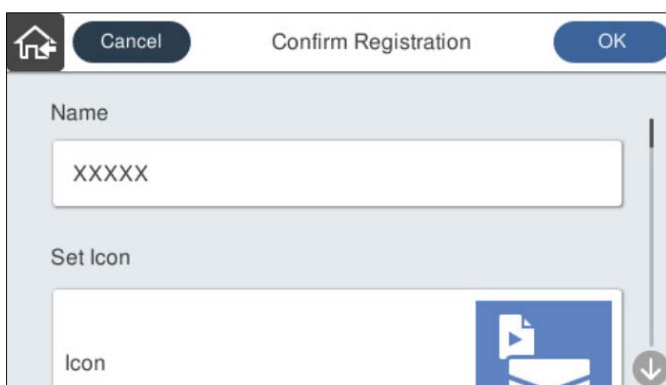 Cancel Confirm Registration OK
Name
XXXXX
Set Icon
Icon